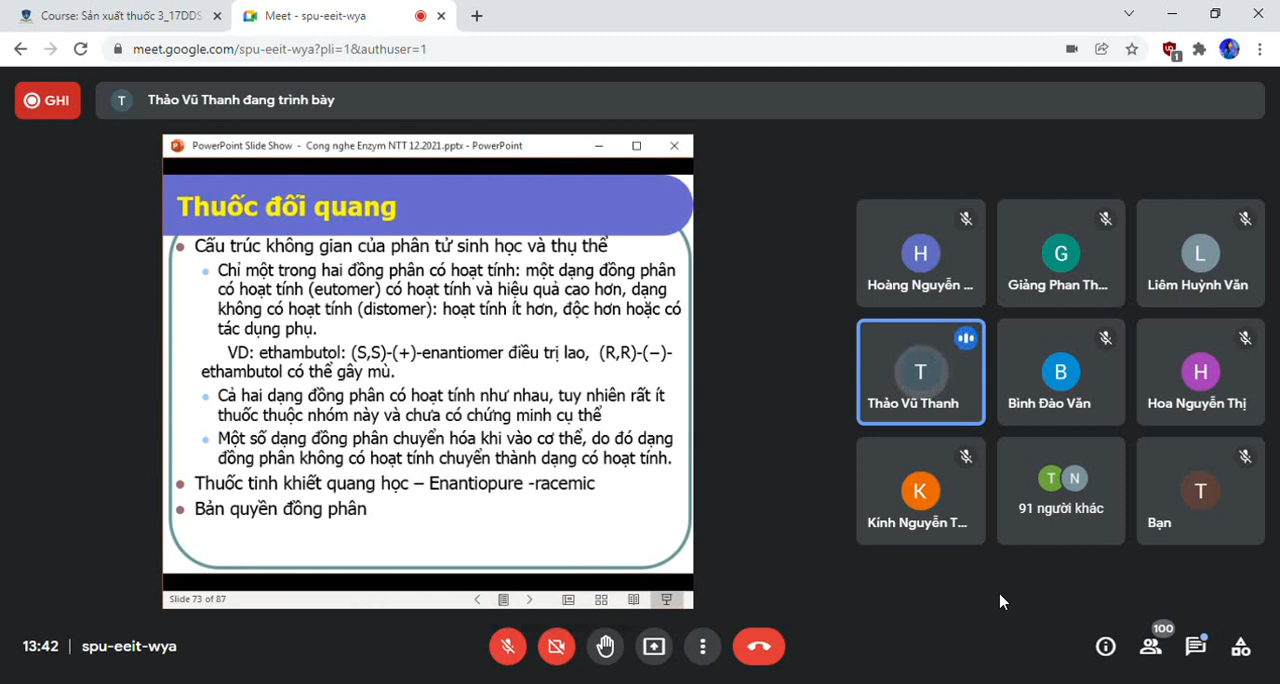 Course: Sản xuất thuốc 3_17DDS
Meet - spu-eeit-wya
meet.google.com/spu-eeit-wya?pli=1&authuser=1
1
GHI
T
Thảo Vũ Thanh đang trình bày
PowerPoint Slide Show - Cong nghe Enzym NTT 12.2021.pptx - PowerPoint
Thuốc đối quang
Cấu trúc không gian của phân tử sinh học và thụ thể
Chỉ một trong hai đồng phân có hoạt tính: một dạng đồng phân
có hoạt tính (eutomer) có hoạt tính và hiệu quả cao hơn, dạng
không có hoạt tính (distomer): hoạt tính ít hơn, độc hơn hoặc có
tác dụng phụ.
VD: ethambutol: (S,S)-(+)-enantiomer điều trị lao, (R,R)-(−)-
ethambutol có thể gây mù.
Cả hai dạng đồng phân có hoạt tính như nhau, tuy nhiên rất ít
thuốc thuộc nhóm này và chưa có chứng minh cụ thể
Một số dạng đồng phân chuyển hóa khi vào cơ thể, do đó dạng
đồng phân không có hoạt tính chuyển thành dạng có hoạt tính.
Thuốc tinh khiết quang học – Enantiopure -racemic
Bản quyền đồng phân
Slide 73 of 87
H
Hoàng Nguyễn ...
G
Giảng Phan Th...
L
Liêm Huỳnh Văn
T
Thảo Vũ Thanh
B
Bình Đào Văn
H
Hoa Nguyễn Thị
K
Kính Nguyễn T...
T N
91 người khác
T
Bạn
13:42 | spu-eeit-wya
100